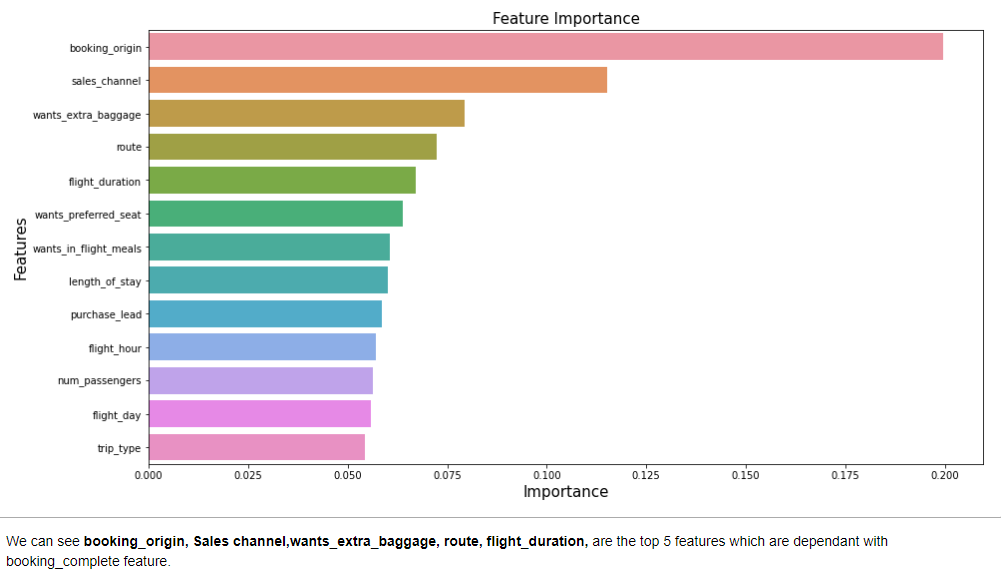 Feature Importance
booking_origin
sales_channel
wants_extra_baggage
route
flight_duration
wants_preferred_seat
wants_in_flight_meals
length_of_stay
purchase_lead
flight_hour
num_passengers
flight_day
trip_type
Features
0.000 0.025 0.050 0.075 0.100 0.125 0.150 0.175 0.200
Importance
We can see booking_origin, Sales channel,wants_extra_baggage, route, flight_duration, are the top 5 features which are dependant with
booking_complete feature.